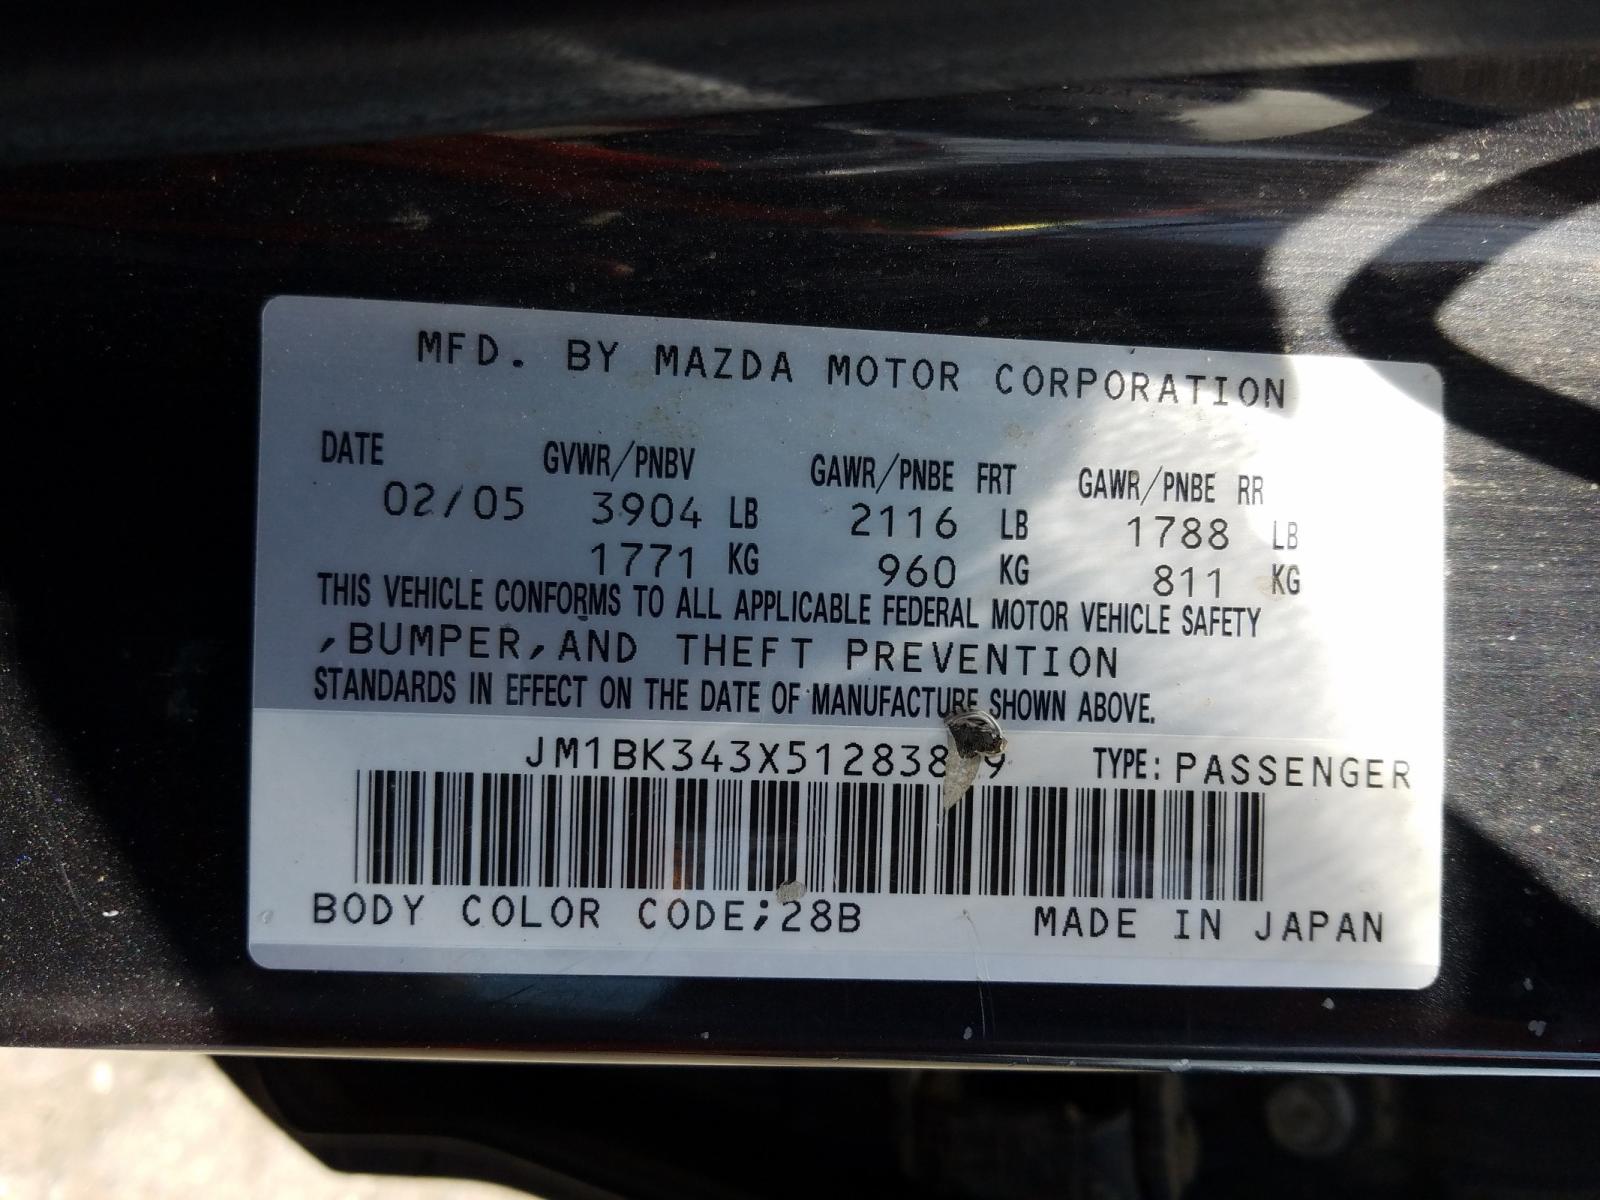 MFD. BY MAZDA MOTOR CORPORATION
DATE GVWR/PNBV GAWR/PNBE FRT GAWR/PNBE RR
02/05 3904 LB 2116 LB 1788 LB
1771 KG 960 KG 811 KG
THIS VEHICLE CONFORMS TO ALL APPLICABLE FEDERAL MOTOR VEHICLE SAFETY
,BUMPER,AND THEFT PREVENTION
STANDARDS IN EFFECT ON THE DATE OF MANUFACTURE SHOWN ABOVE.
TYPE: PASSENGER
BODY COLOR CODE;28B MADE IN JAPAN